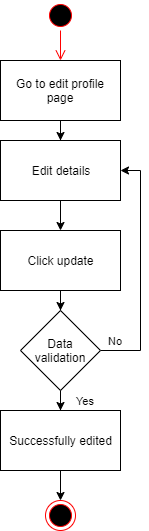 Go to edit profile
page
Edit details
Click update
Data
validation
No
Yes
Successfully edited